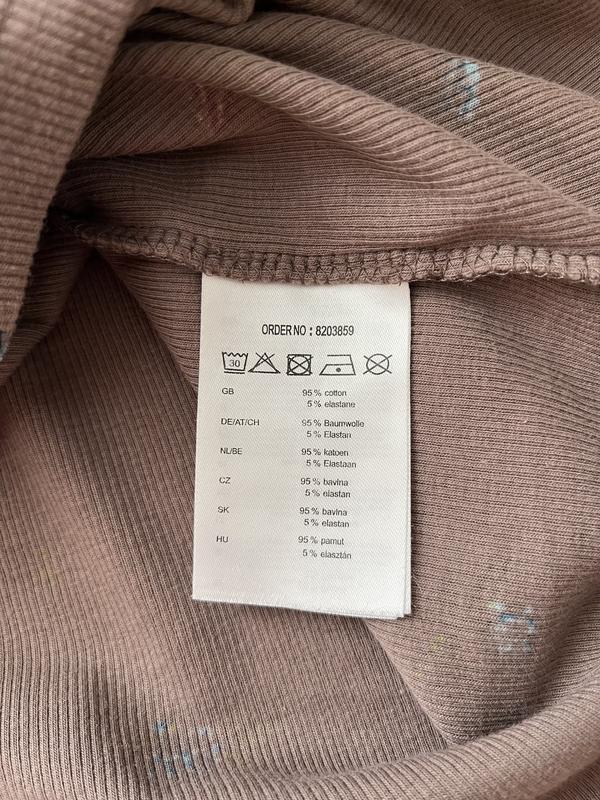 ORDER NO : 8203859
30
GB 95 % cotton
5 % elastane
DE/AT/CH 95 % Baumwolle
5 % Elastan
NL/BE 95 % katoen
5 % Elastaan
CZ 95 % bavlna
5 % elastan
SK 95 % bavlna
5 % elastan
HU 95 % pamut
5 % elasztán